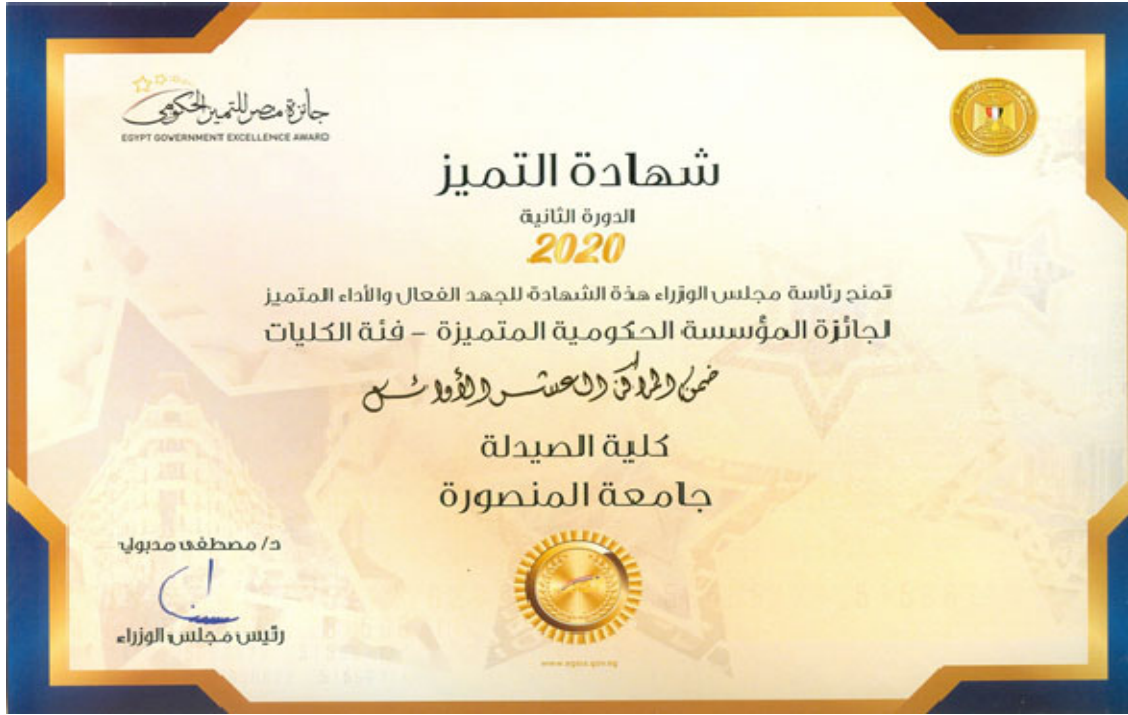 جائزة مصر للتميز الحكومي
EGYPT GOVERNMENT EXCELLENCE AWARD
شهادة التميز
الدورة الثانية
2020
تمنح رئاسة مجلس الوزراء هذة الشهادة للجهد الفعال والأداء المتميز
لجائزة المؤسسة الحكومية المتميزة - فئة الكليات
ضمن المراكز العشر الأوائل
كلية الصيدلة
جامعة المنصورة
د/ مصطفى مدبولي
رئيس مجلس الوزراء